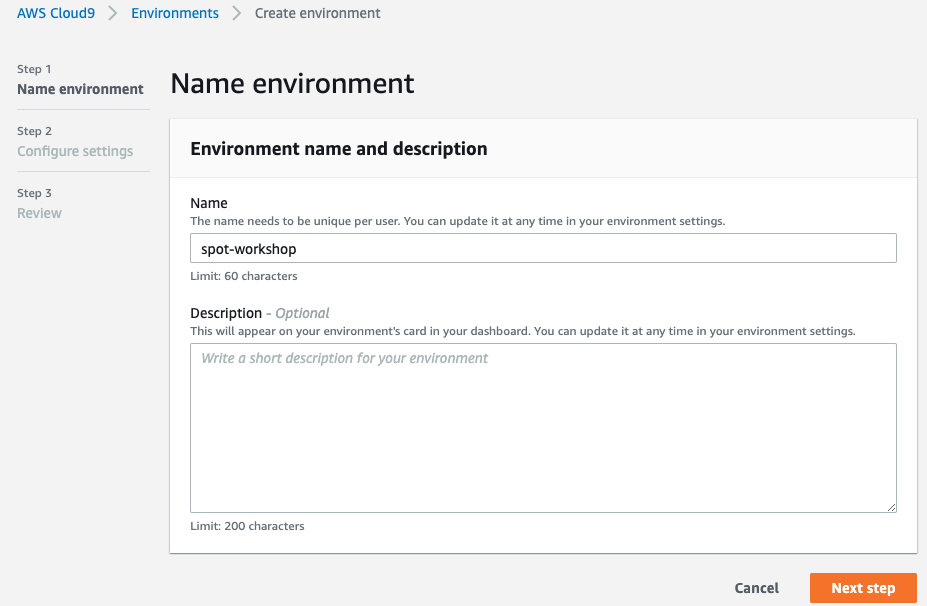 AWS Cloud9 > Environments > Create environment
Step 1
Name environment
Step 2
Configure settings
Step 3
Review
Name environment
Environment name and description
Name
The name needs to be unique per user. You can update it at any time in your environment settings.
spot-workshop
Limit: 60 characters
Description - Optional
This will appear on your environment's card in your dashboard. You can update it at any time in your environment settings.
Write a short description for your environment
Limit: 200 characters
Cancel
Next step